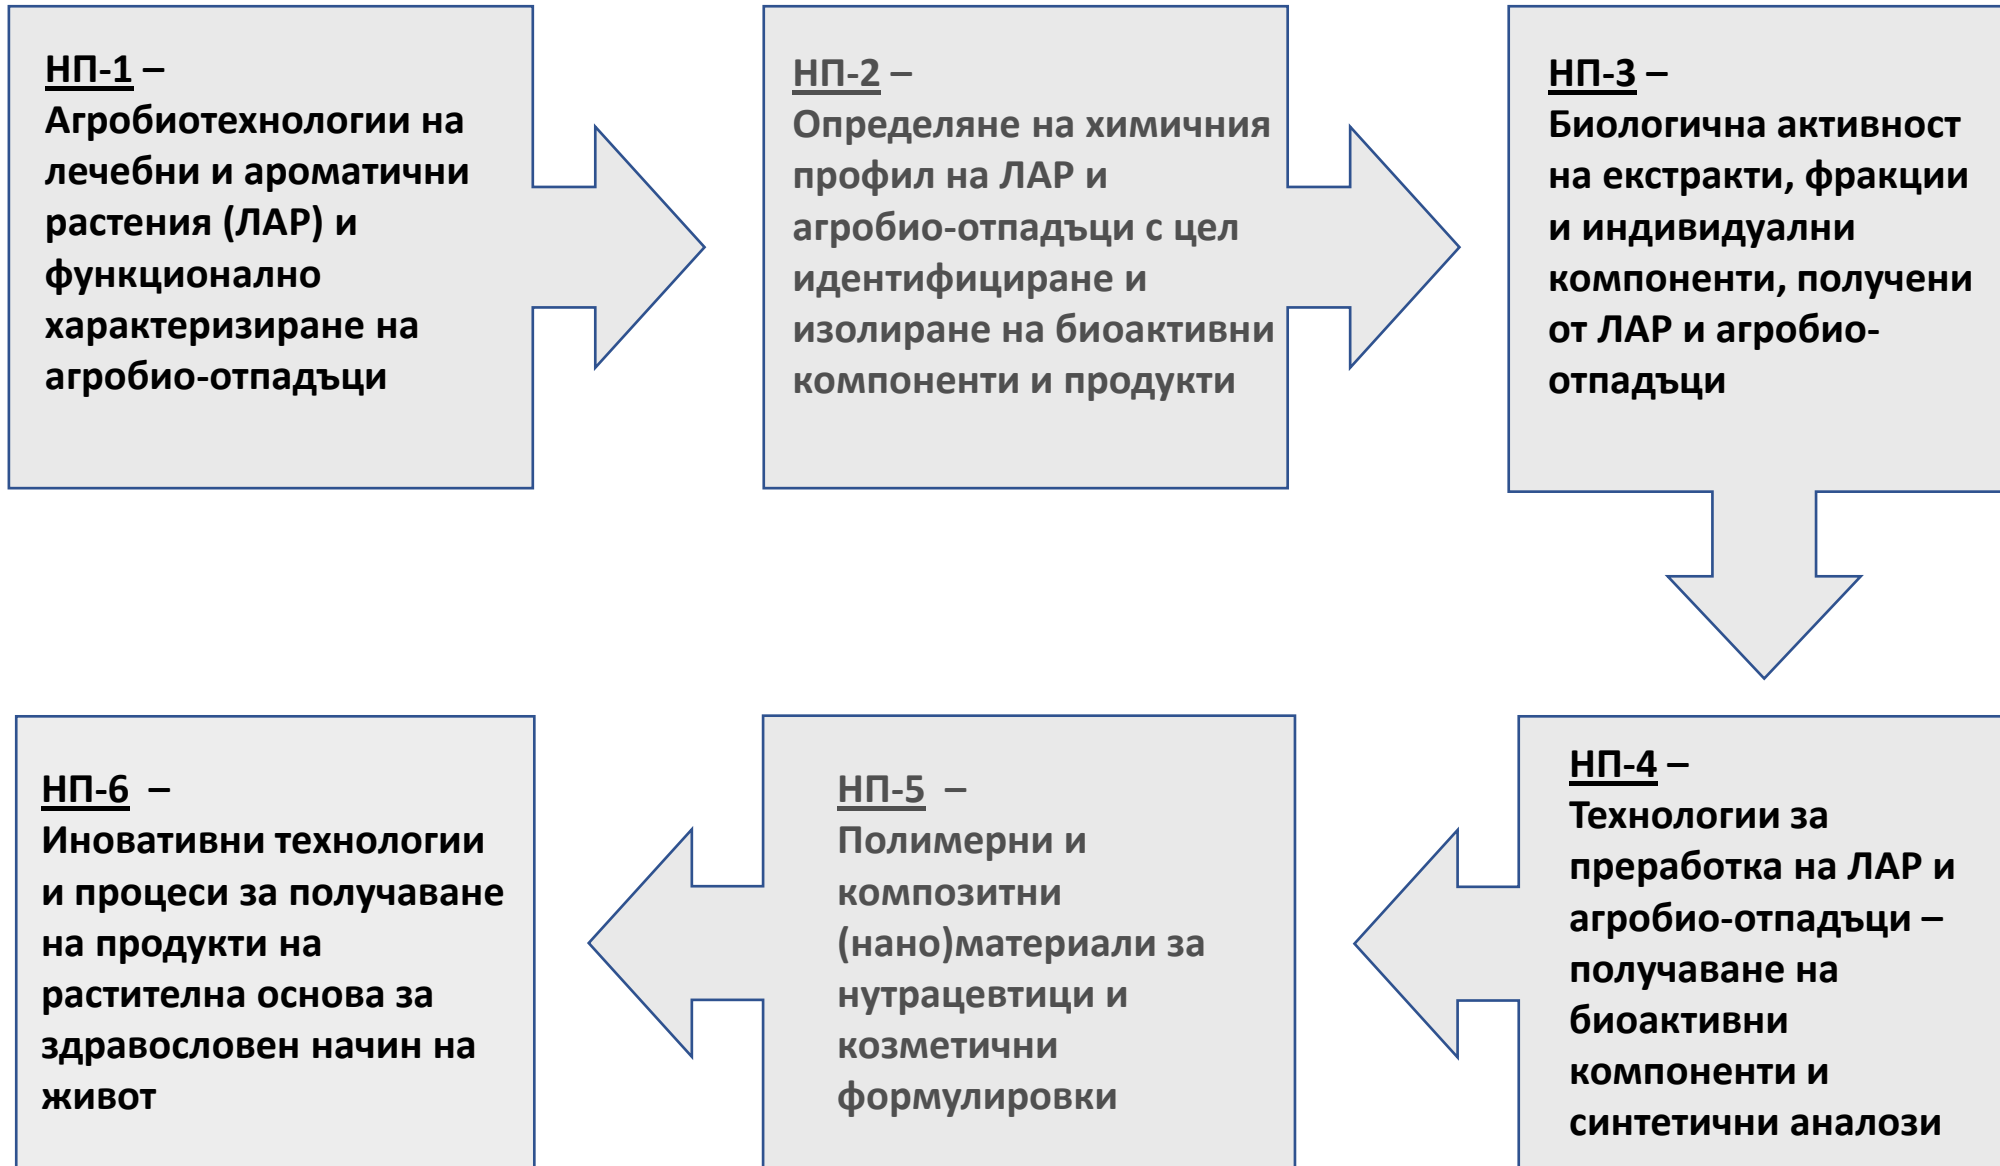 НП-1 –
Агробиотехнологии на
лечебни и ароматични
растения (ЛАР) и
функционално
характеризиране на
агробио-отпадъци
НП-2 –
Определяне на химичния
профил на ЛАР и
агробио-отпадъци с цел
идентифициране и
изолиране на биоактивни
компоненти и продукти
НП-3 –
Биологична активност
на екстракти, фракции
и индивидуални
компоненти, получени
от ЛАР и агробио-
отпадъци
НП-4 –
Технологии за
преработка на ЛАР и
агробио-отпадъци –
получаване на
биоактивни
компоненти и
синтетични аналози
НП-5 –
Полимерни и
композитни
(нано)материали за
нутрацевтици и
козметични
формулировки
НП-6 –
Иновативни технологии
и процеси за получаване
на продукти на
растителна основа за
здравословен начин на
живот